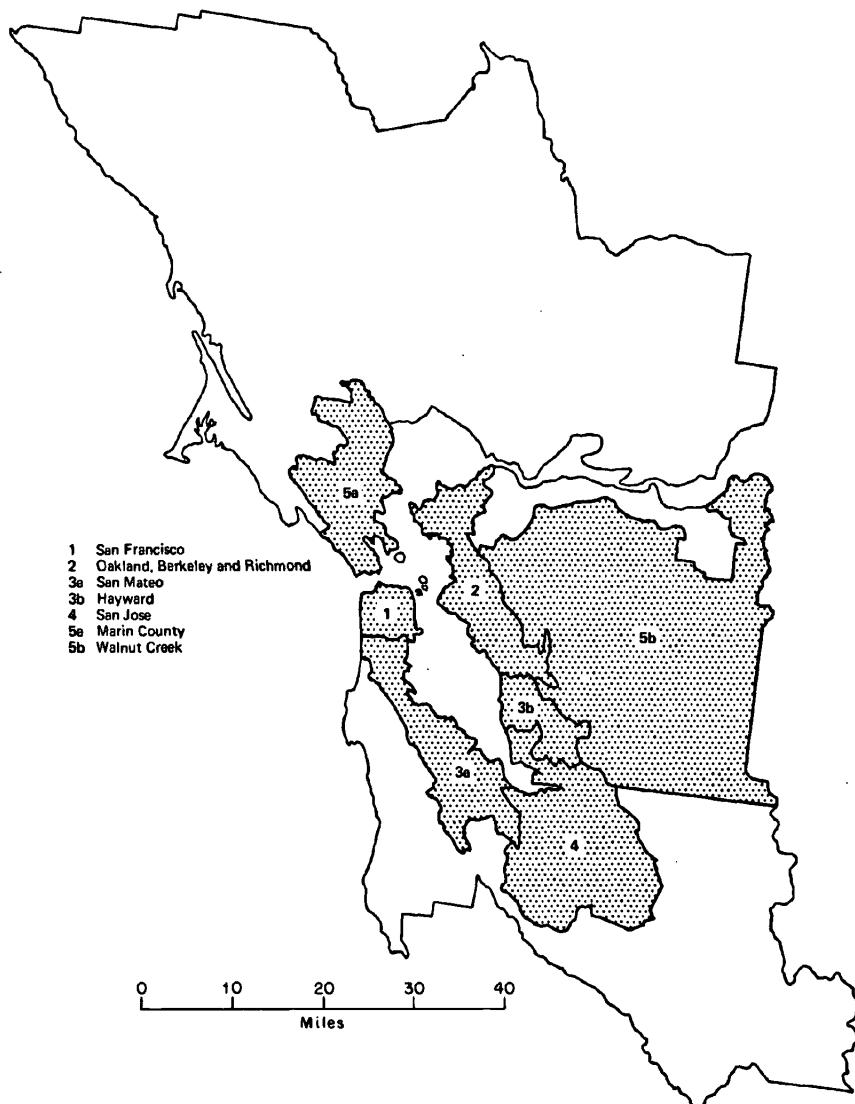 5a
1 San Francisco
2 Oakland, Berkeley and Richmond
3a San Mateo
3b Hayward
4 San Jose
5a Marin County
5b Walnut Creek
2
1
5b
3b
3a
4
0 10 20 30 40
Miles